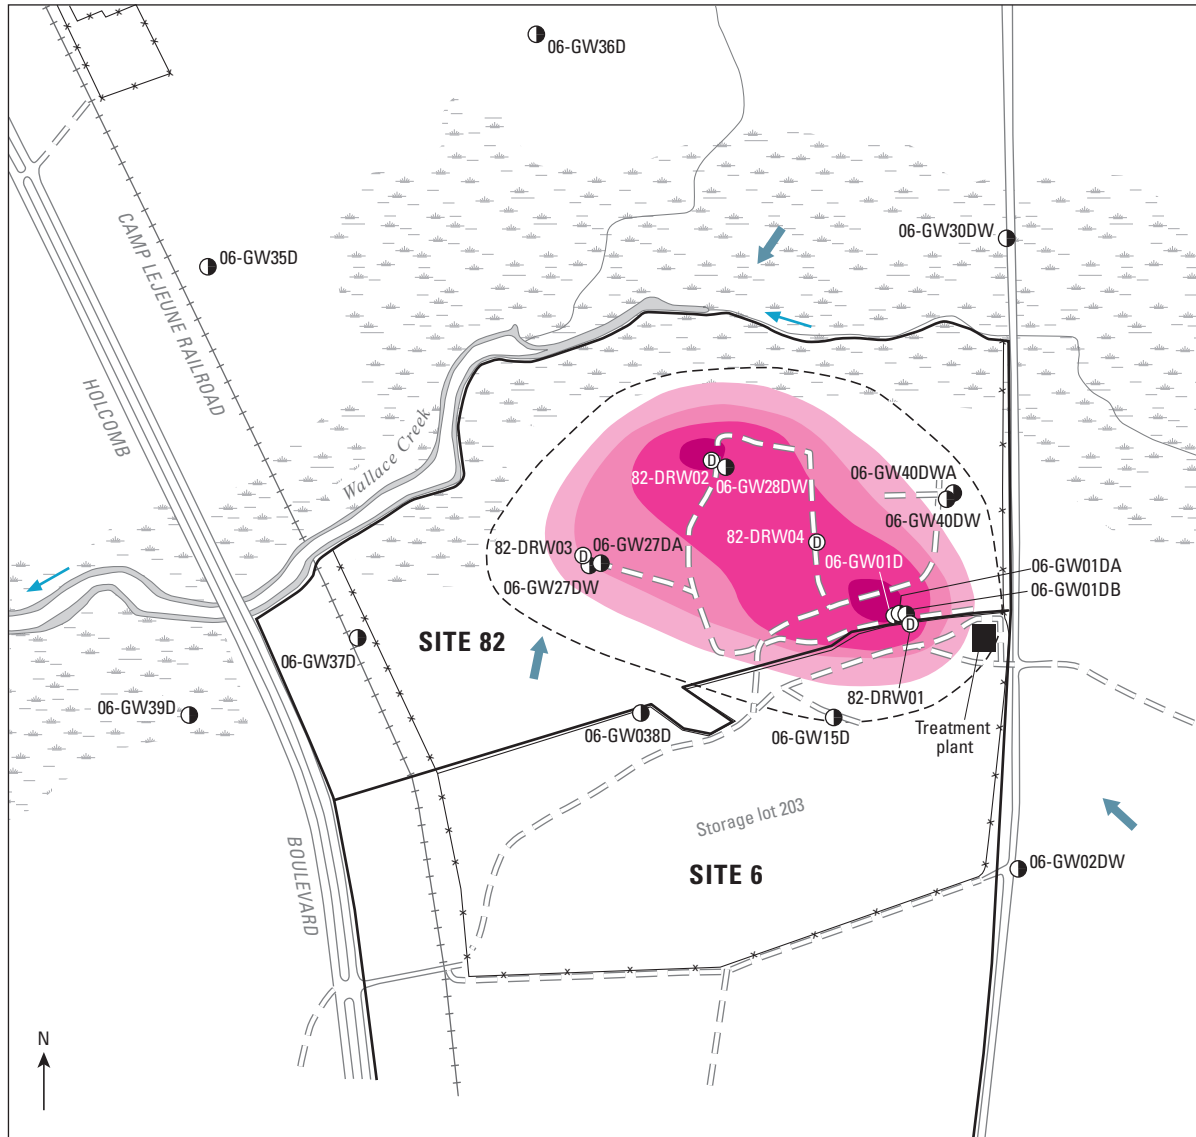 06-GW36D
06-GW30DW
06-GW35D
CAMP LEJEUNE RAILROAD
HOLCOMB
Wallace Creek
82-DRW02
06-GW28DW
06-GW40DWA
06-GW40DW
82-DRW03
06-GW27DA
82-DRW04
06-GW01D
06-GW01DA
06-GW27DW
06-GW01DB
SITE 82
06-GW37D
82-DRW01
06-GW39D
06-GW038D
06-GW15D
Treatment
plant
Storage lot 203
SITE 6
06-GW02DW
BOULEVARD
N